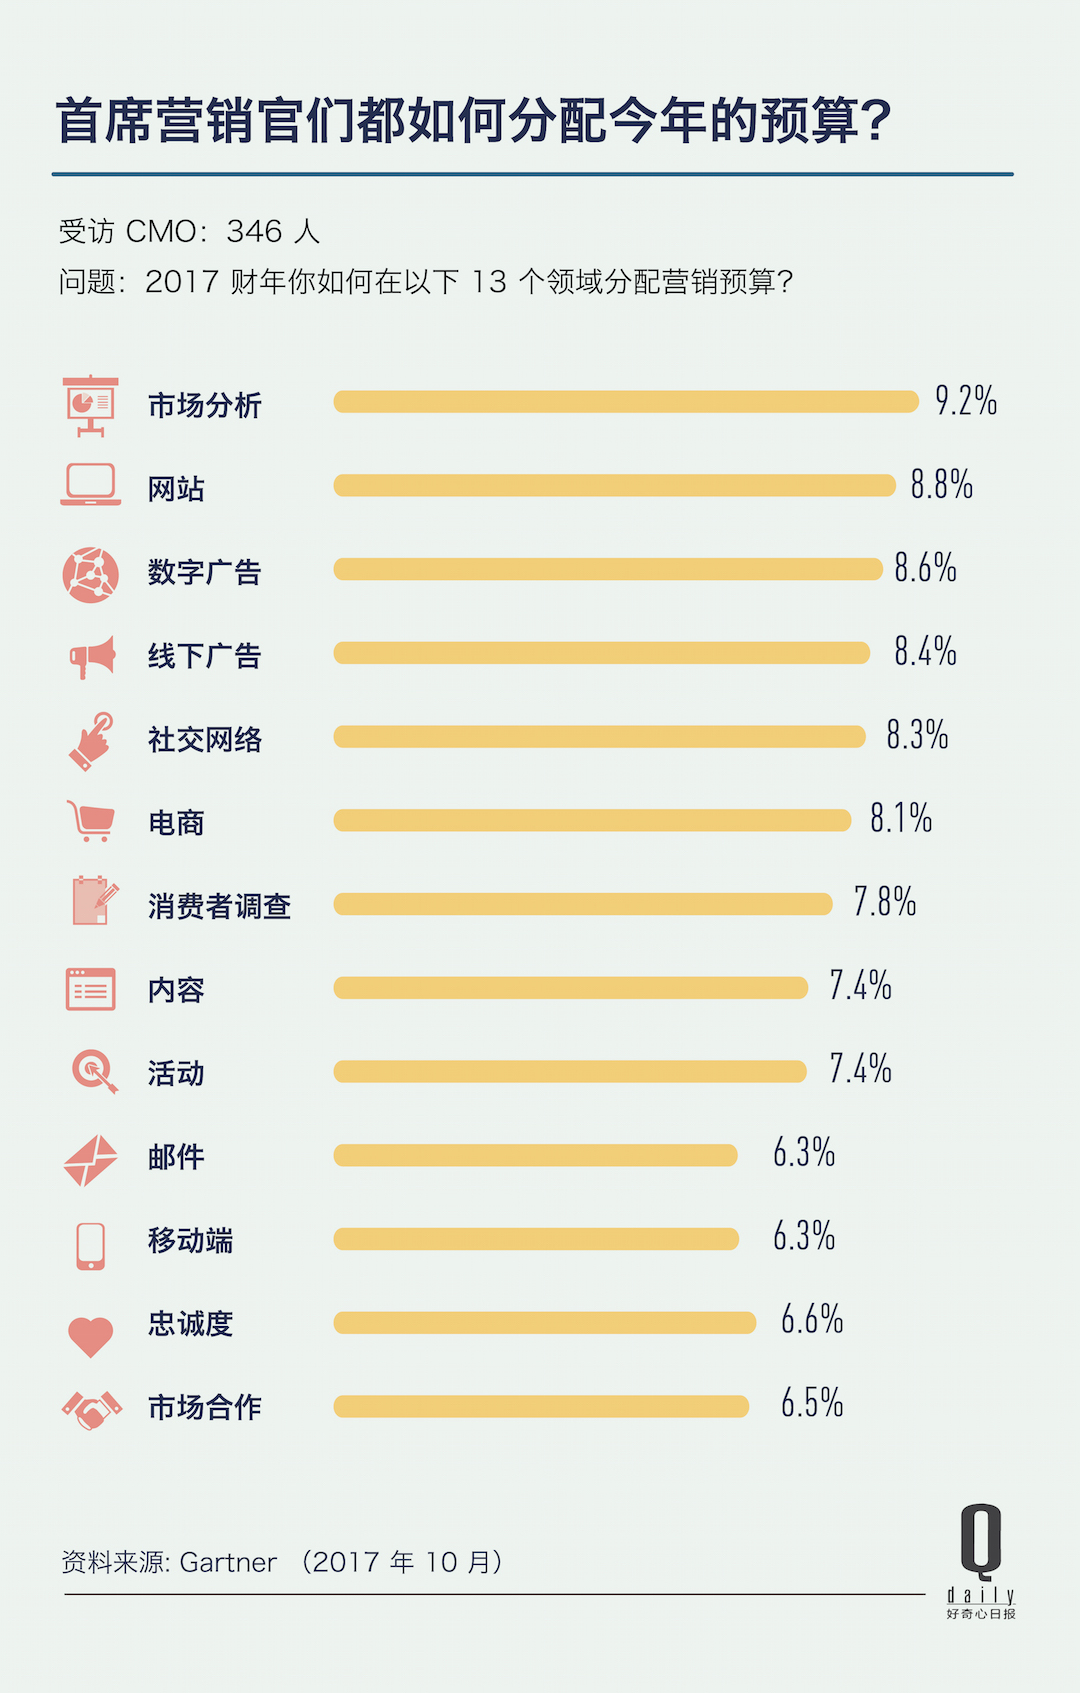 首席营销官们都如何分配今年的预算?
受访 CMO：346 人
问题：2017 财年你如何在以下 13 个领域分配营销预算?
市场分析 9.2%
网站 8.8%
数字广告 8.6%
线下广告 8.4%
社交网络 8.3%
电商 8.1%
消费者调查 7.8%
内容 7.4%
活动 7.4%
邮件 6.3%
移动端 6.3%
忠诚度 6.6%
市场合作 6.5%
资料来源: Gartner （2017 年 10 月）
Q
daily
好奇心日报